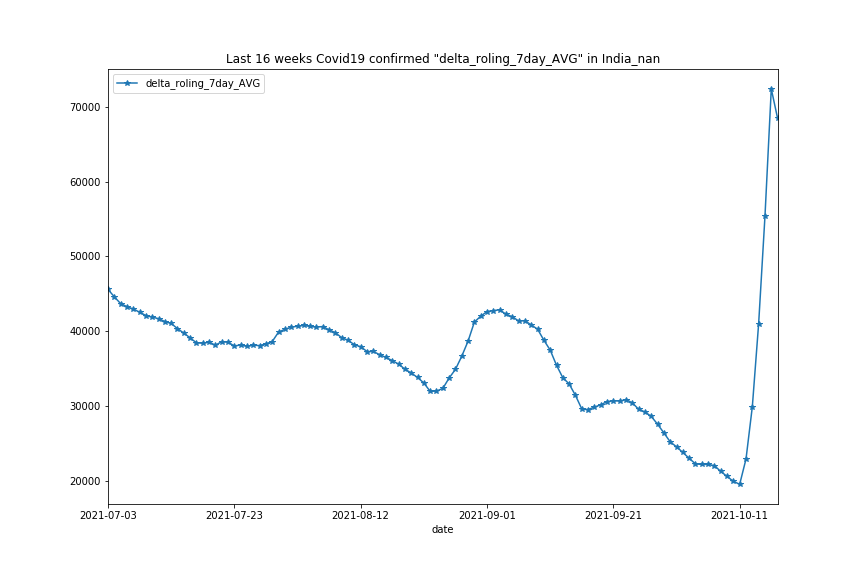 Last 16 weeks Covid19 confirmed "delta_roling_7day_AVG" in India_nan
delta_roling_7day_AVG
70000
60000
50000
40000
30000
20000
2021-07-03 2021-07-23 2021-08-12 2021-09-01 2021-09-21 2021-10-11
date